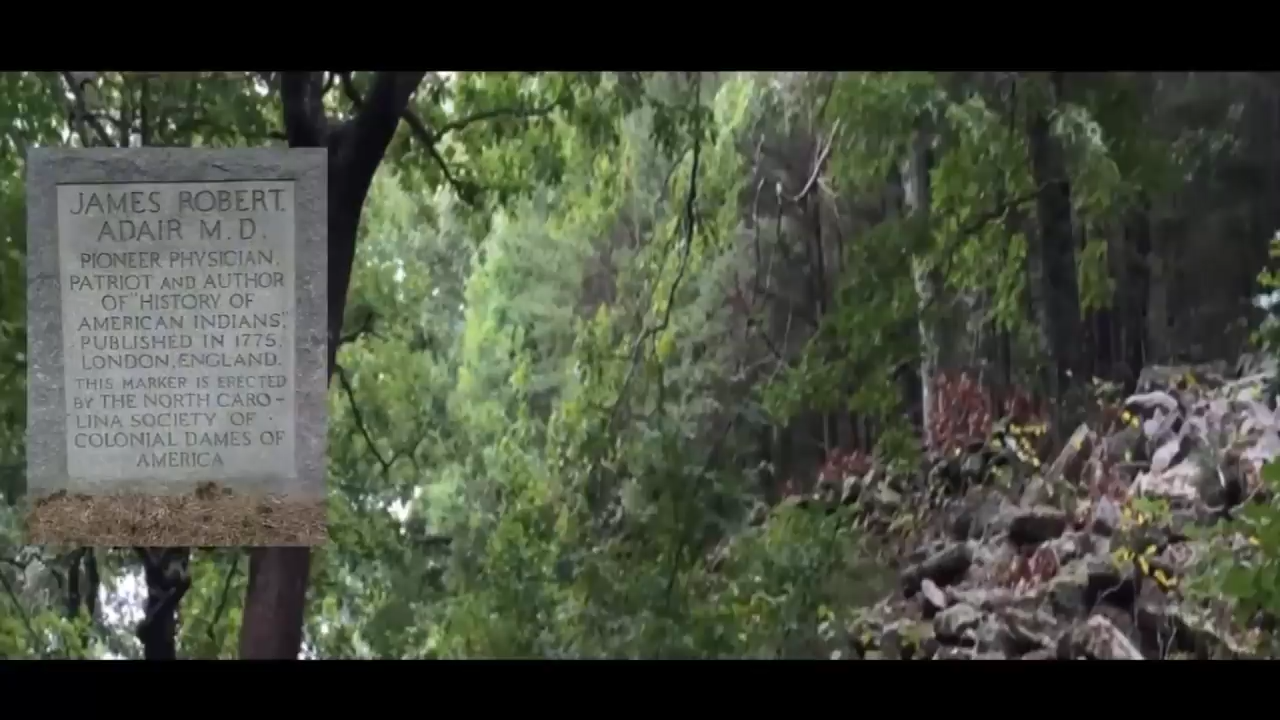 JAMES ROBERT.
ADAIR M.D.
PIONEER PHYSICIAN,
PATRIOT AND AUTHOR
OF "HISTORY OF
AMERICAN INDIANS",
PUBLISHED IN 1775,
LONDON, ENGLAND.
THIS MARKER IS ERECTED
BY THE NORTH CARO-
LINA SOCIETY OF
COLONIAL DAMES OF
AMERICA